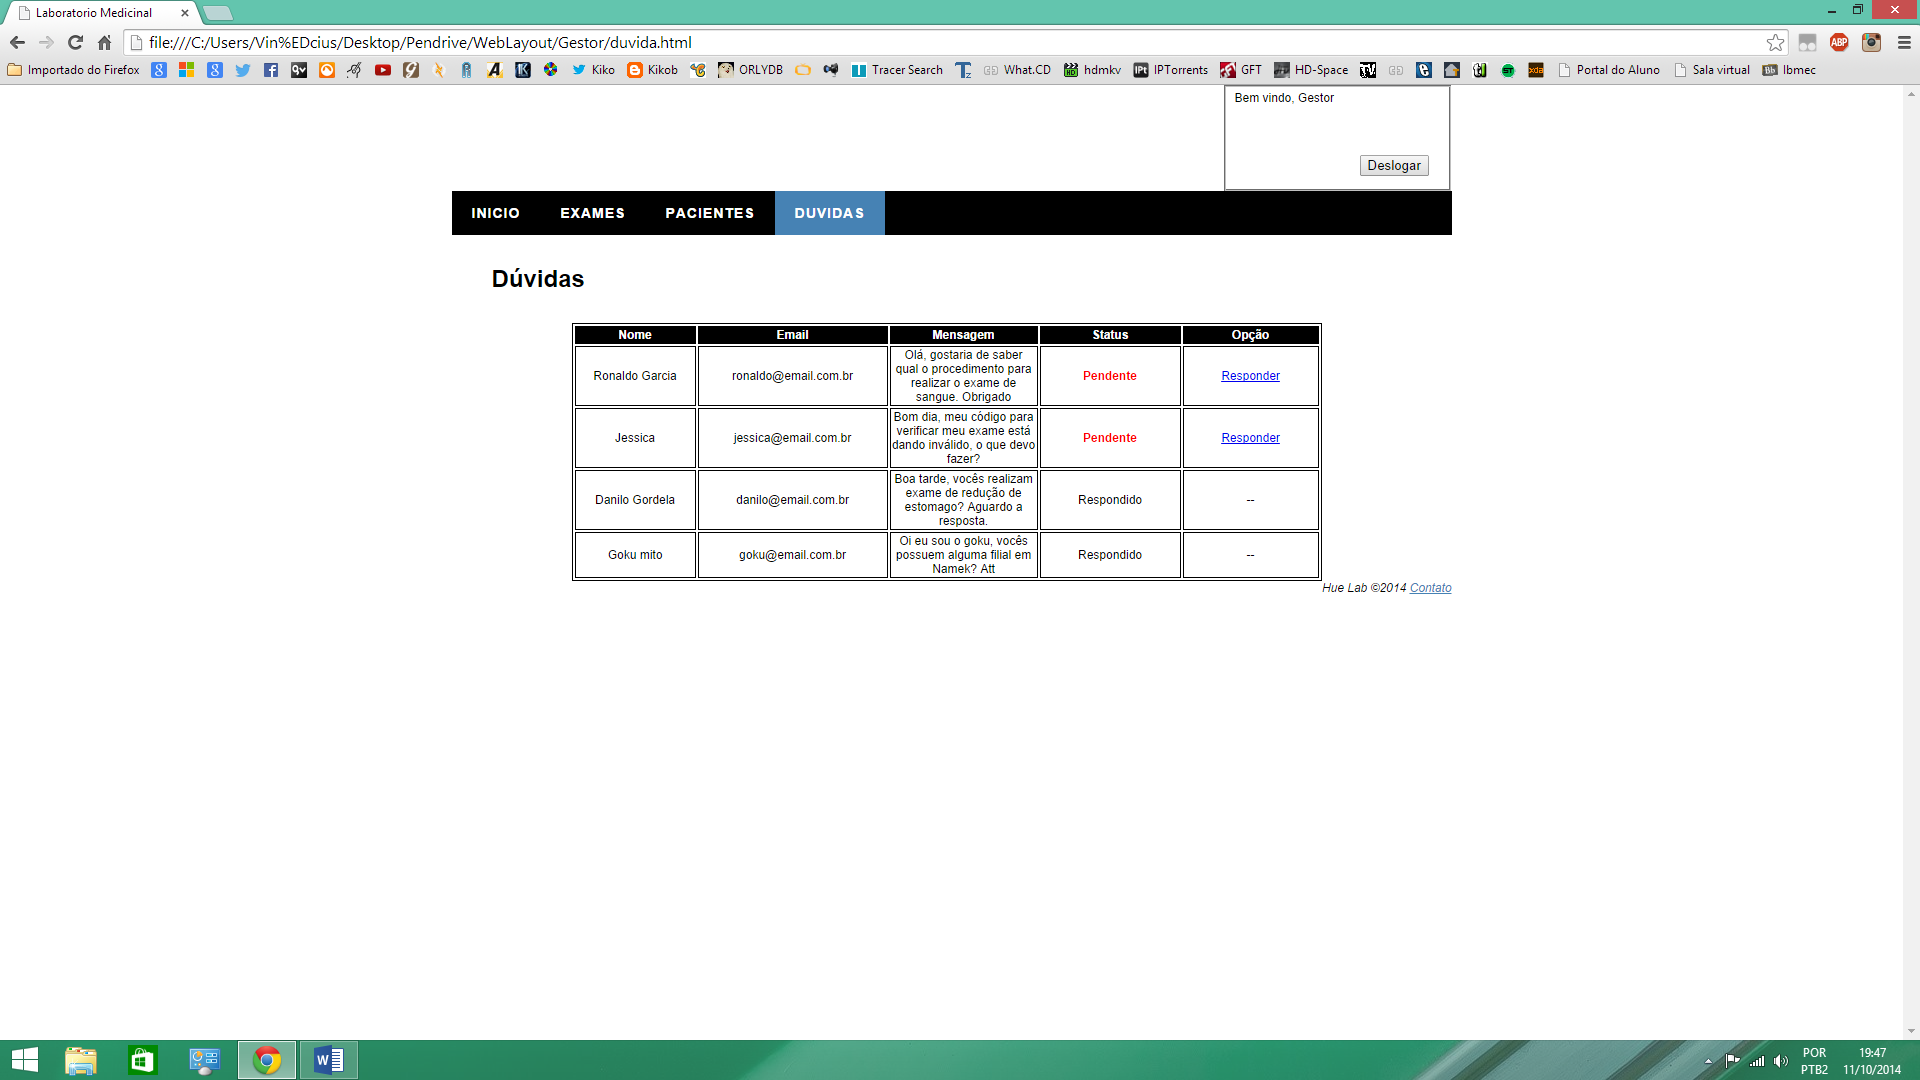 Laboratorio Medicinal
file:///C:/Users/Vin%EDcius/Desktop/Pendrive/WebLayout/Gestor/duvida.html
ABP
Importado do Firefox Kiko Kikob ORLYDB Tracer Search What.CD hdmkv IPTorrents GFT HD-Space Portal do Aluno Sala virtual Ibmec
Bem vindo, Gestor
Deslogar
INICIO EXAMES PACIENTES DUVIDAS
Dúvidas
Nome Email Mensagem Status Opção
Ronaldo Garcia ronaldo@email.com.br
Olá, gostaria de saber
qual o procedimento para
realizar o exame de
sangue. Obrigado
Pendente Responder
Jessica jessica@email.com.br
Bom dia, meu código para
verificar meu exame está
dando inválido, o que devo
fazer?
Pendente Responder
Danilo Gordela danilo@email.com.br
Boa tarde, vocês realizam
exame de redução de
estomago? Aguardo a
resposta.
Respondido --
Goku mito goku@email.com.br
Oi eu sou o goku, vocês
possuem alguma filial em
Namek? Att
Respondido --
Hue Lab ©2014 Contato
POR
PTB2
19:47
11/10/2014